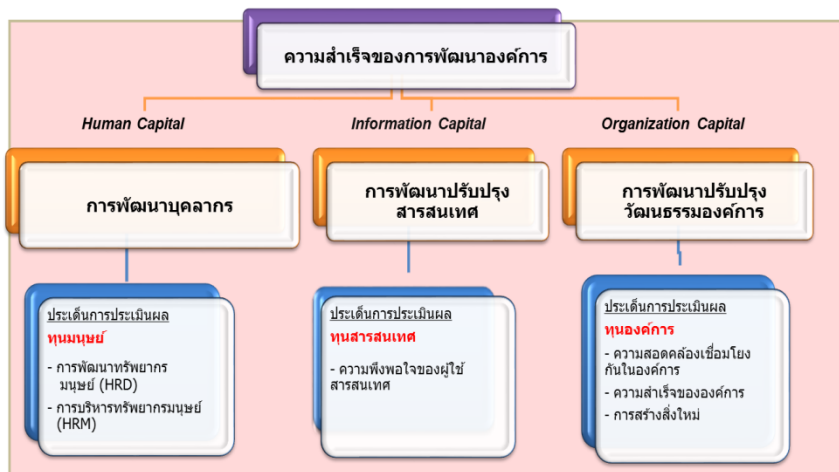 ความสำเร็จของการพัฒนาองค์การ
Human Capital
Information Capital
Organization Capital
การพัฒนาบุคลากร
การพัฒนาปรับปรุง
สารสนเทศ
การพัฒนาปรับปรุง
วัฒนธรรมองค์การ
ประเด็นการประเมินผล
ทุนมนุษย์
- การพัฒนาทรัพยากร
มนุษย์ (HRD)
- การบริหารทรัพยากรมนุษย์
(HRM)
ประเด็นการประเมินผล
ทุนสารสนเทศ
- ความพึงพอใจของผู้ใช้
สารสนเทศ
ประเด็นการประเมินผล
ทุนองค์การ
- ความสอดคล้องเชื่อมโยง
กันในองค์การ
- ความสำเร็จขององค์การ
- การสร้างสิ่งใหม่